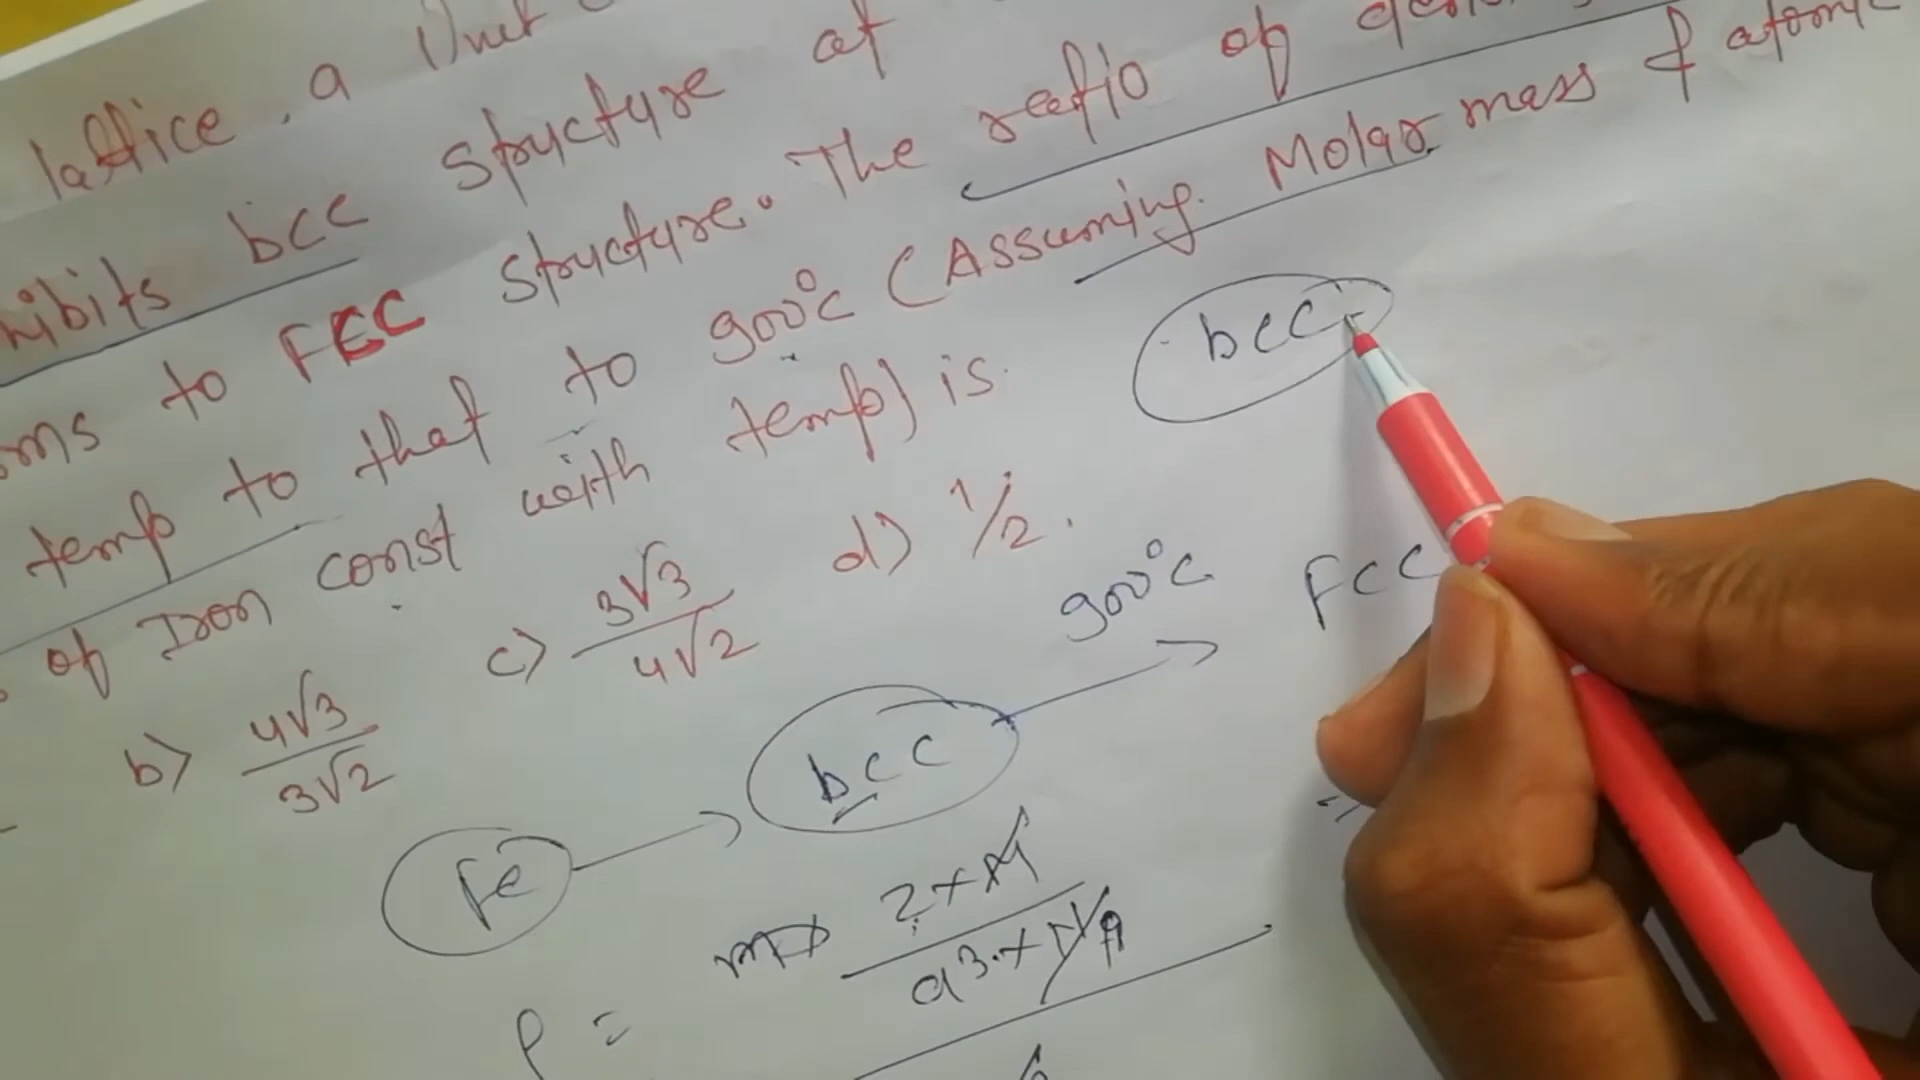 lattice, a Unit
hibits bcc structure at
rms to FCC structure. The ratio of
temp to that to 900°C (Assuming Molar mass & atomic
of Iron const with temp) is
b) 4√3/3√2 c) 3√3/4√2 d) 1/2.
bcc
Fe → bcc 900°C → FCC
ρ =
2 × M
a³ × NA